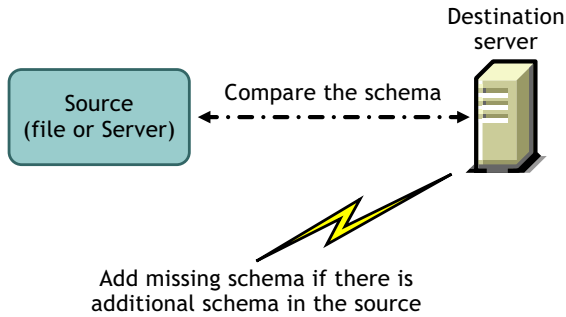 Destination
server
Source
(file or Server)
Compare the schema
Add missing schema if there is
additional schema in the source